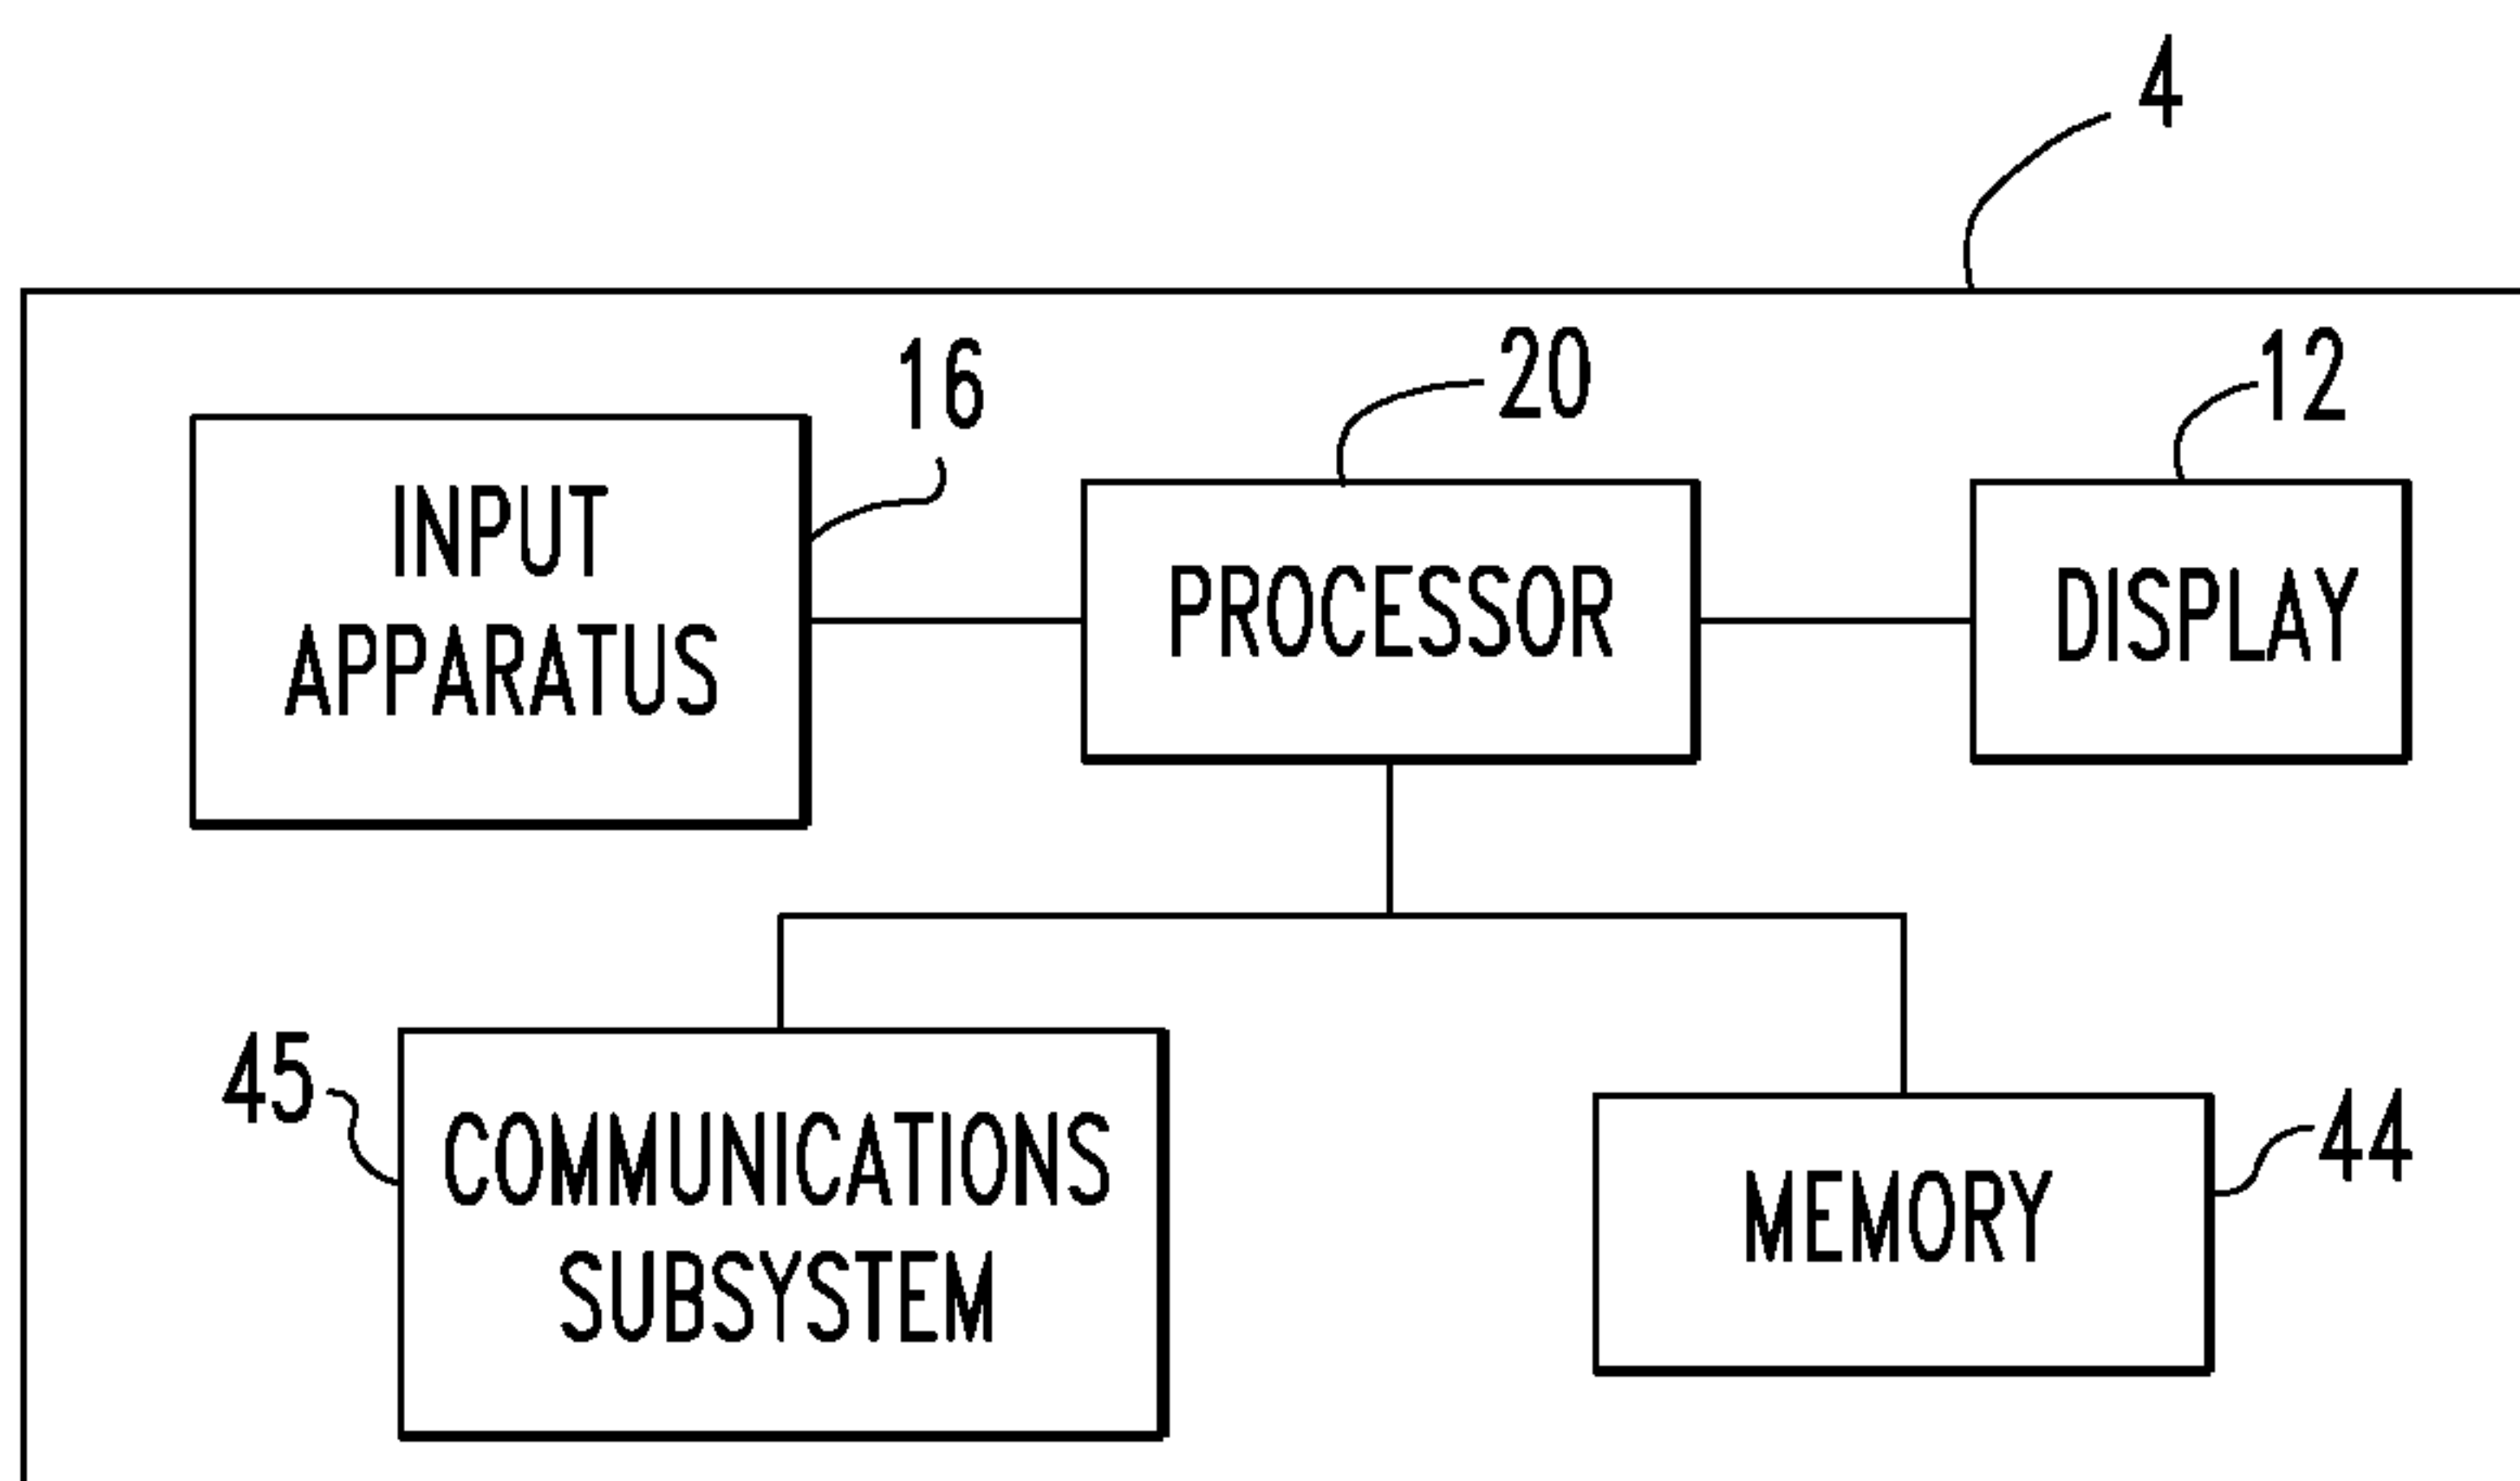 4
16
20
12
INPUT
APPARATUS
PROCESSOR
DISPLAY
45
COMMUNICATIONS
SUBSYSTEM
44
MEMORY